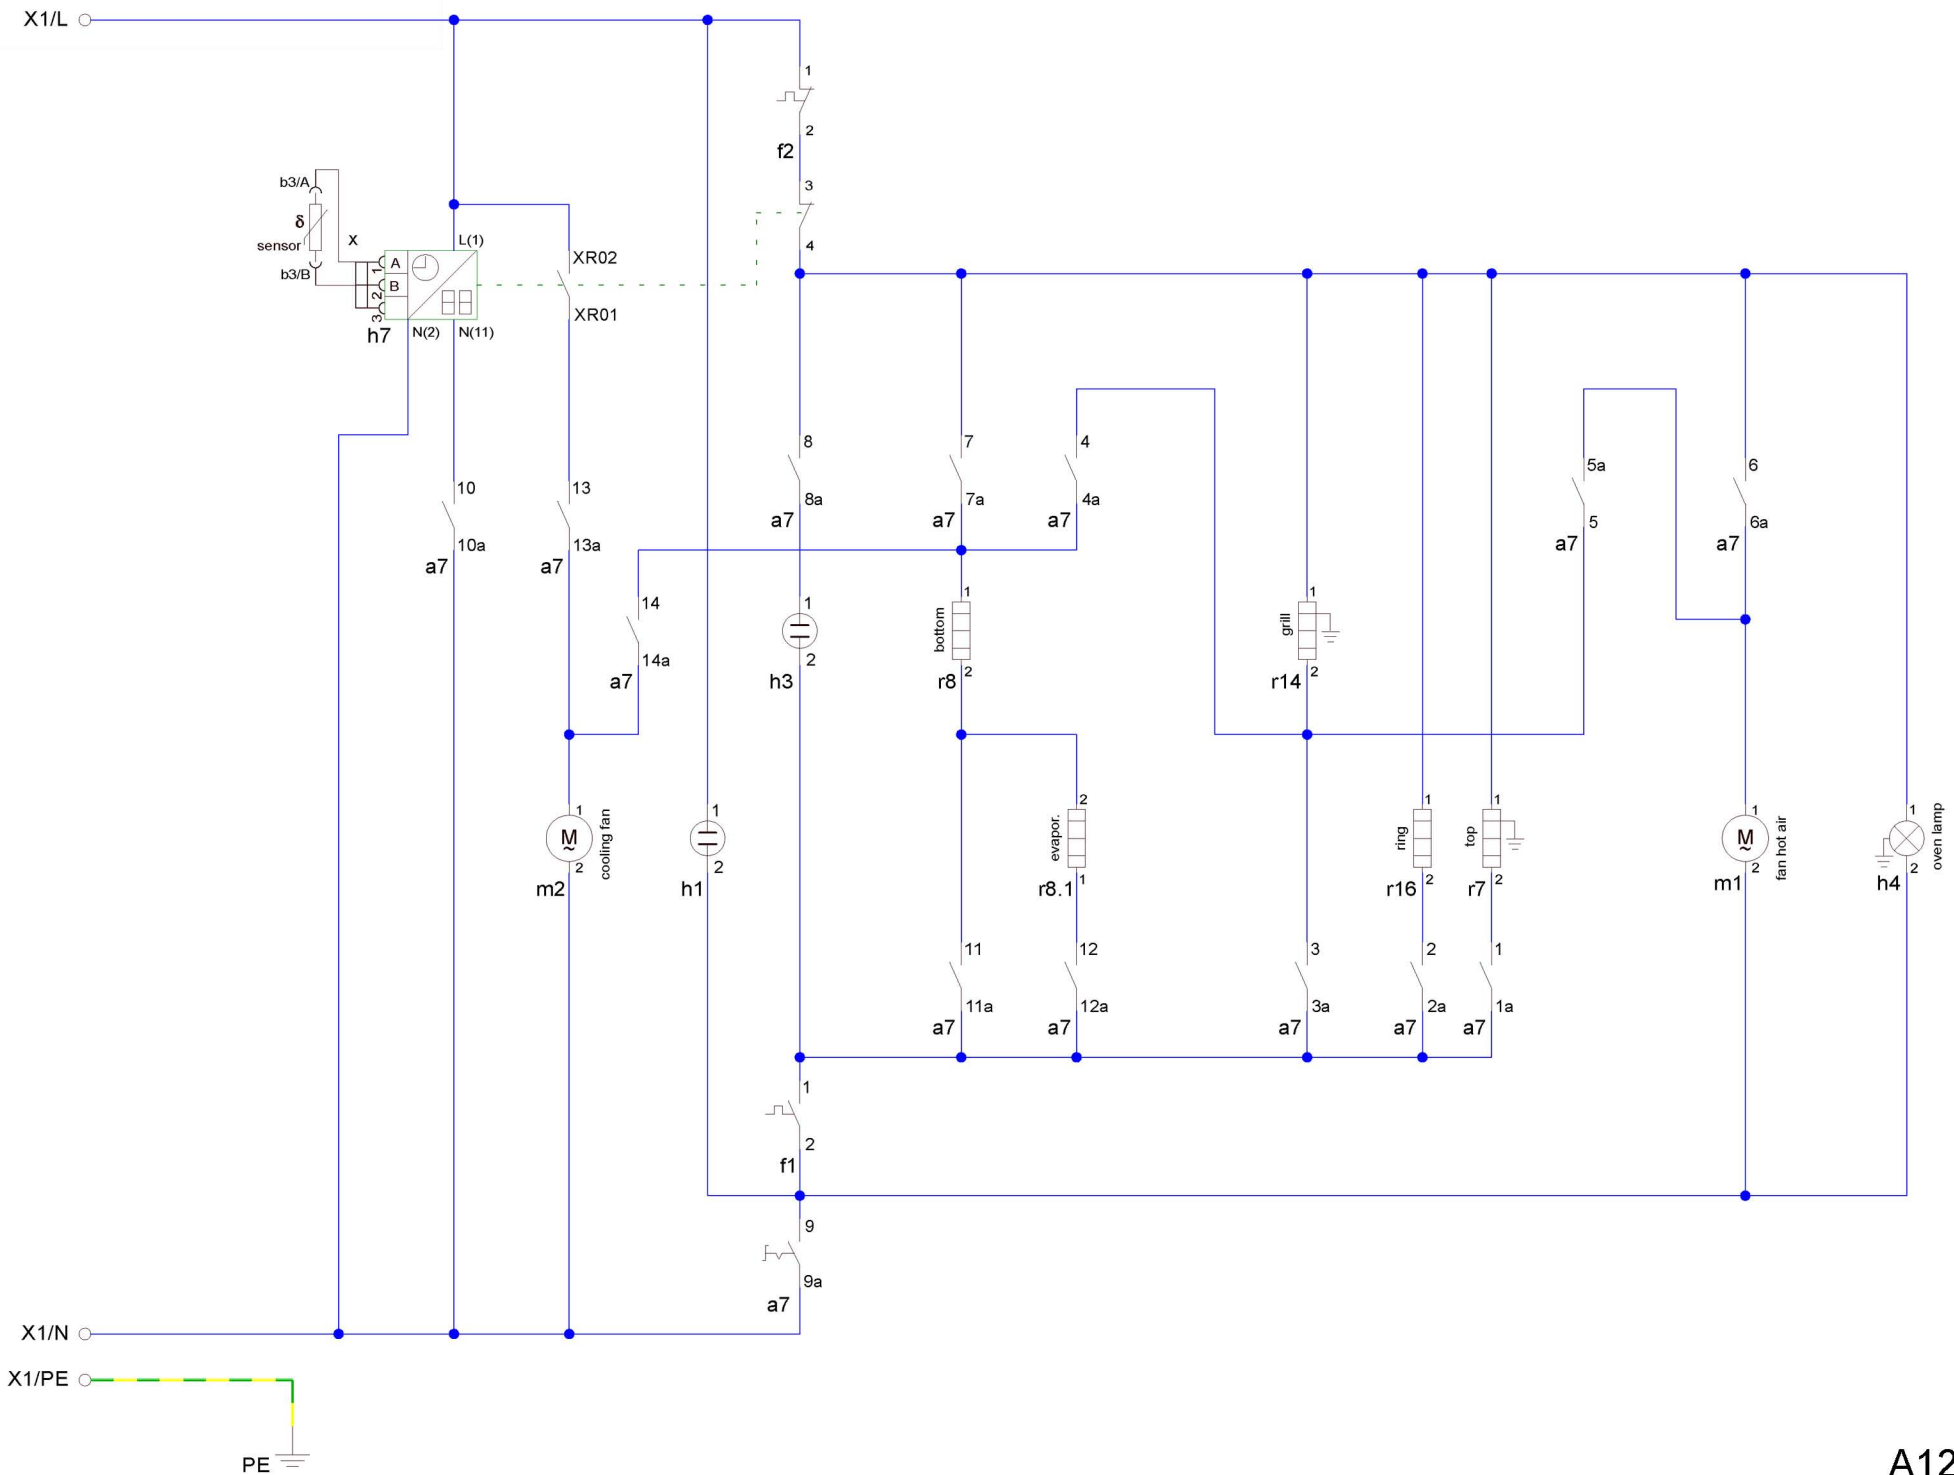 X1/L
1
2
f2
3
4
b3/A
δ
sensor
b3/B
X
L(1)
A
B
1
2
3
h7
N(2)
N(11)
XR02
XR01
8
8a
a7
7
7a
a7
4
4a
a7
5a
5
a7
6
6a
a7
10
10a
a7
13
13a
a7
14
14a
a7
1
2
h3
bottom
1
2
r8
grill
1
2
r14
1
M
~
2
m2
cooling fan
1
2
h1
evapor.
2
1
r8.1
ring
1
2
r16
top
1
2
r7
1
M
~
2
m1
fan hot air
1
2
h4
oven lamp
11
11a
a7
12
12a
a7
3
3a
a7
2
2a
a7
1
1a
a7
1
2
f1
9
9a
a7
X1/N
X1/PE
PE
A12